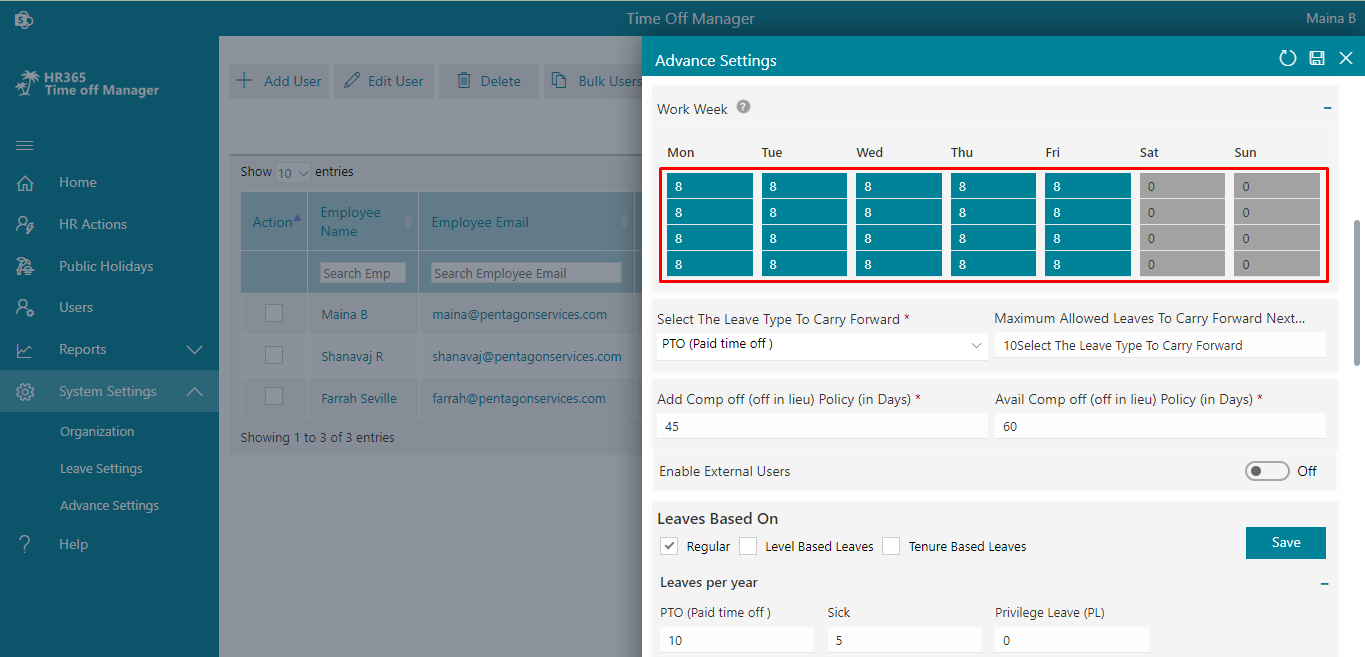 Time Off Manager
Maina B
HR365
Time off Manager
Home
HR Actions
Public Holidays
Users
Reports
System Settings
Organization
Leave Settings
Advance Settings
? Help
Add User
Edit User
Delete
Bulk Users
Show 10 entries
Action Employee Name Employee Email
Search Emp Search Employee Email
Maina B maina@pentagonservices.com
Shanavaj R shanavaj@pentagonservices.com
Farrah Seville farrah@pentagonservices.com
Showing 1 to 3 of 3 entries
Advance Settings
Work Week ?
Mon Tue Wed Thu Fri Sat Sun
8 8 8 8 8 0 0
8 8 8 8 8 0 0
8 8 8 8 8 0 0
8 8 8 8 8 0 0
Select The Leave Type To Carry Forward * Maximum Allowed Leaves To Carry Forward Next...
PTO (Paid time off ) 10Select The Leave Type To Carry Forward
Add Comp off (off in lieu) Policy (in Days) * Avail Comp off (off in lieu) Policy (in Days) *
45 60
Enable External Users Off
Leaves Based On
Regular Level Based Leaves Tenure Based Leaves
Save
Leaves per year
PTO (Paid time off ) Sick Privilege Leave (PL)
10 5 0